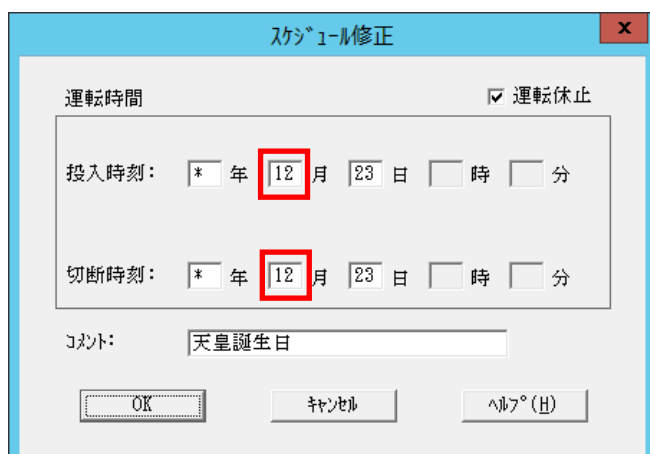 ｽｹｼﾞｭｰﾙ修正
x
運転時間 運転休止
投入時刻: * 年 12 月 23 日 時 分
切断時刻: * 年 12 月 23 日 時 分
ｺﾒﾝﾄ: 天皇誕生日
OK ｷｬﾝｾﾙ ﾍﾙﾌﾟ(H)